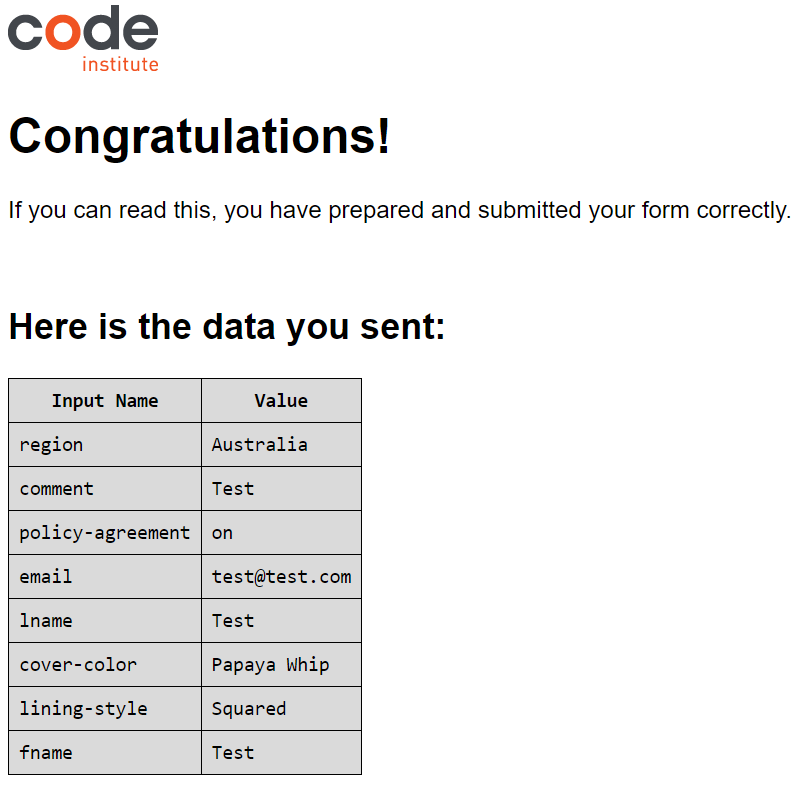 code
institute
Congratulations!
If you can read this, you have prepared and submitted your form correctly.
Here is the data you sent:
Input Name Value
region Australia
comment Test
policy-agreement on
email test@test.com
lname Test
cover-color Papaya Whip
lining-style Squared
fname Test